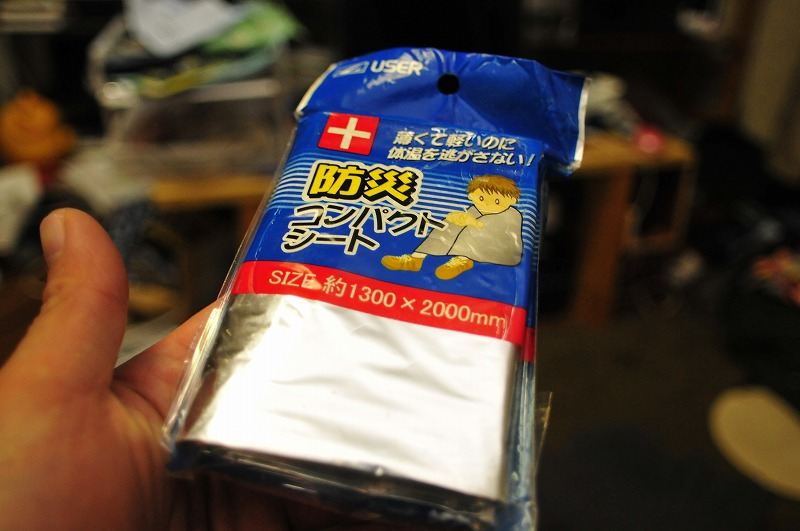 USER
薄くて軽いのに
体温を逃がさない！
防災
コンパクト
シート
SIZE 約1300×2000mm